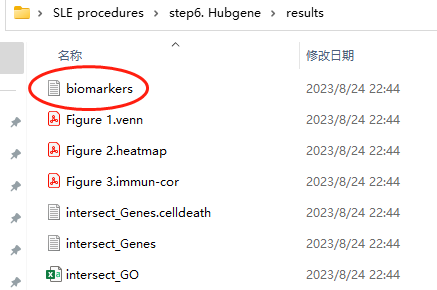 SLE procedures > step6. Hubgene > results
名称 修改日期
biomarkers 2023/8/24 22:44
Figure 1.venn 2023/8/24 22:44
Figure 2.heatmap 2023/8/24 22:44
Figure 3.immun-cor 2023/8/24 22:44
intersect_Genes.celldeath 2023/8/24 22:44
intersect_Genes 2023/8/24 22:44
intersect_GO 2023/8/24 22:44